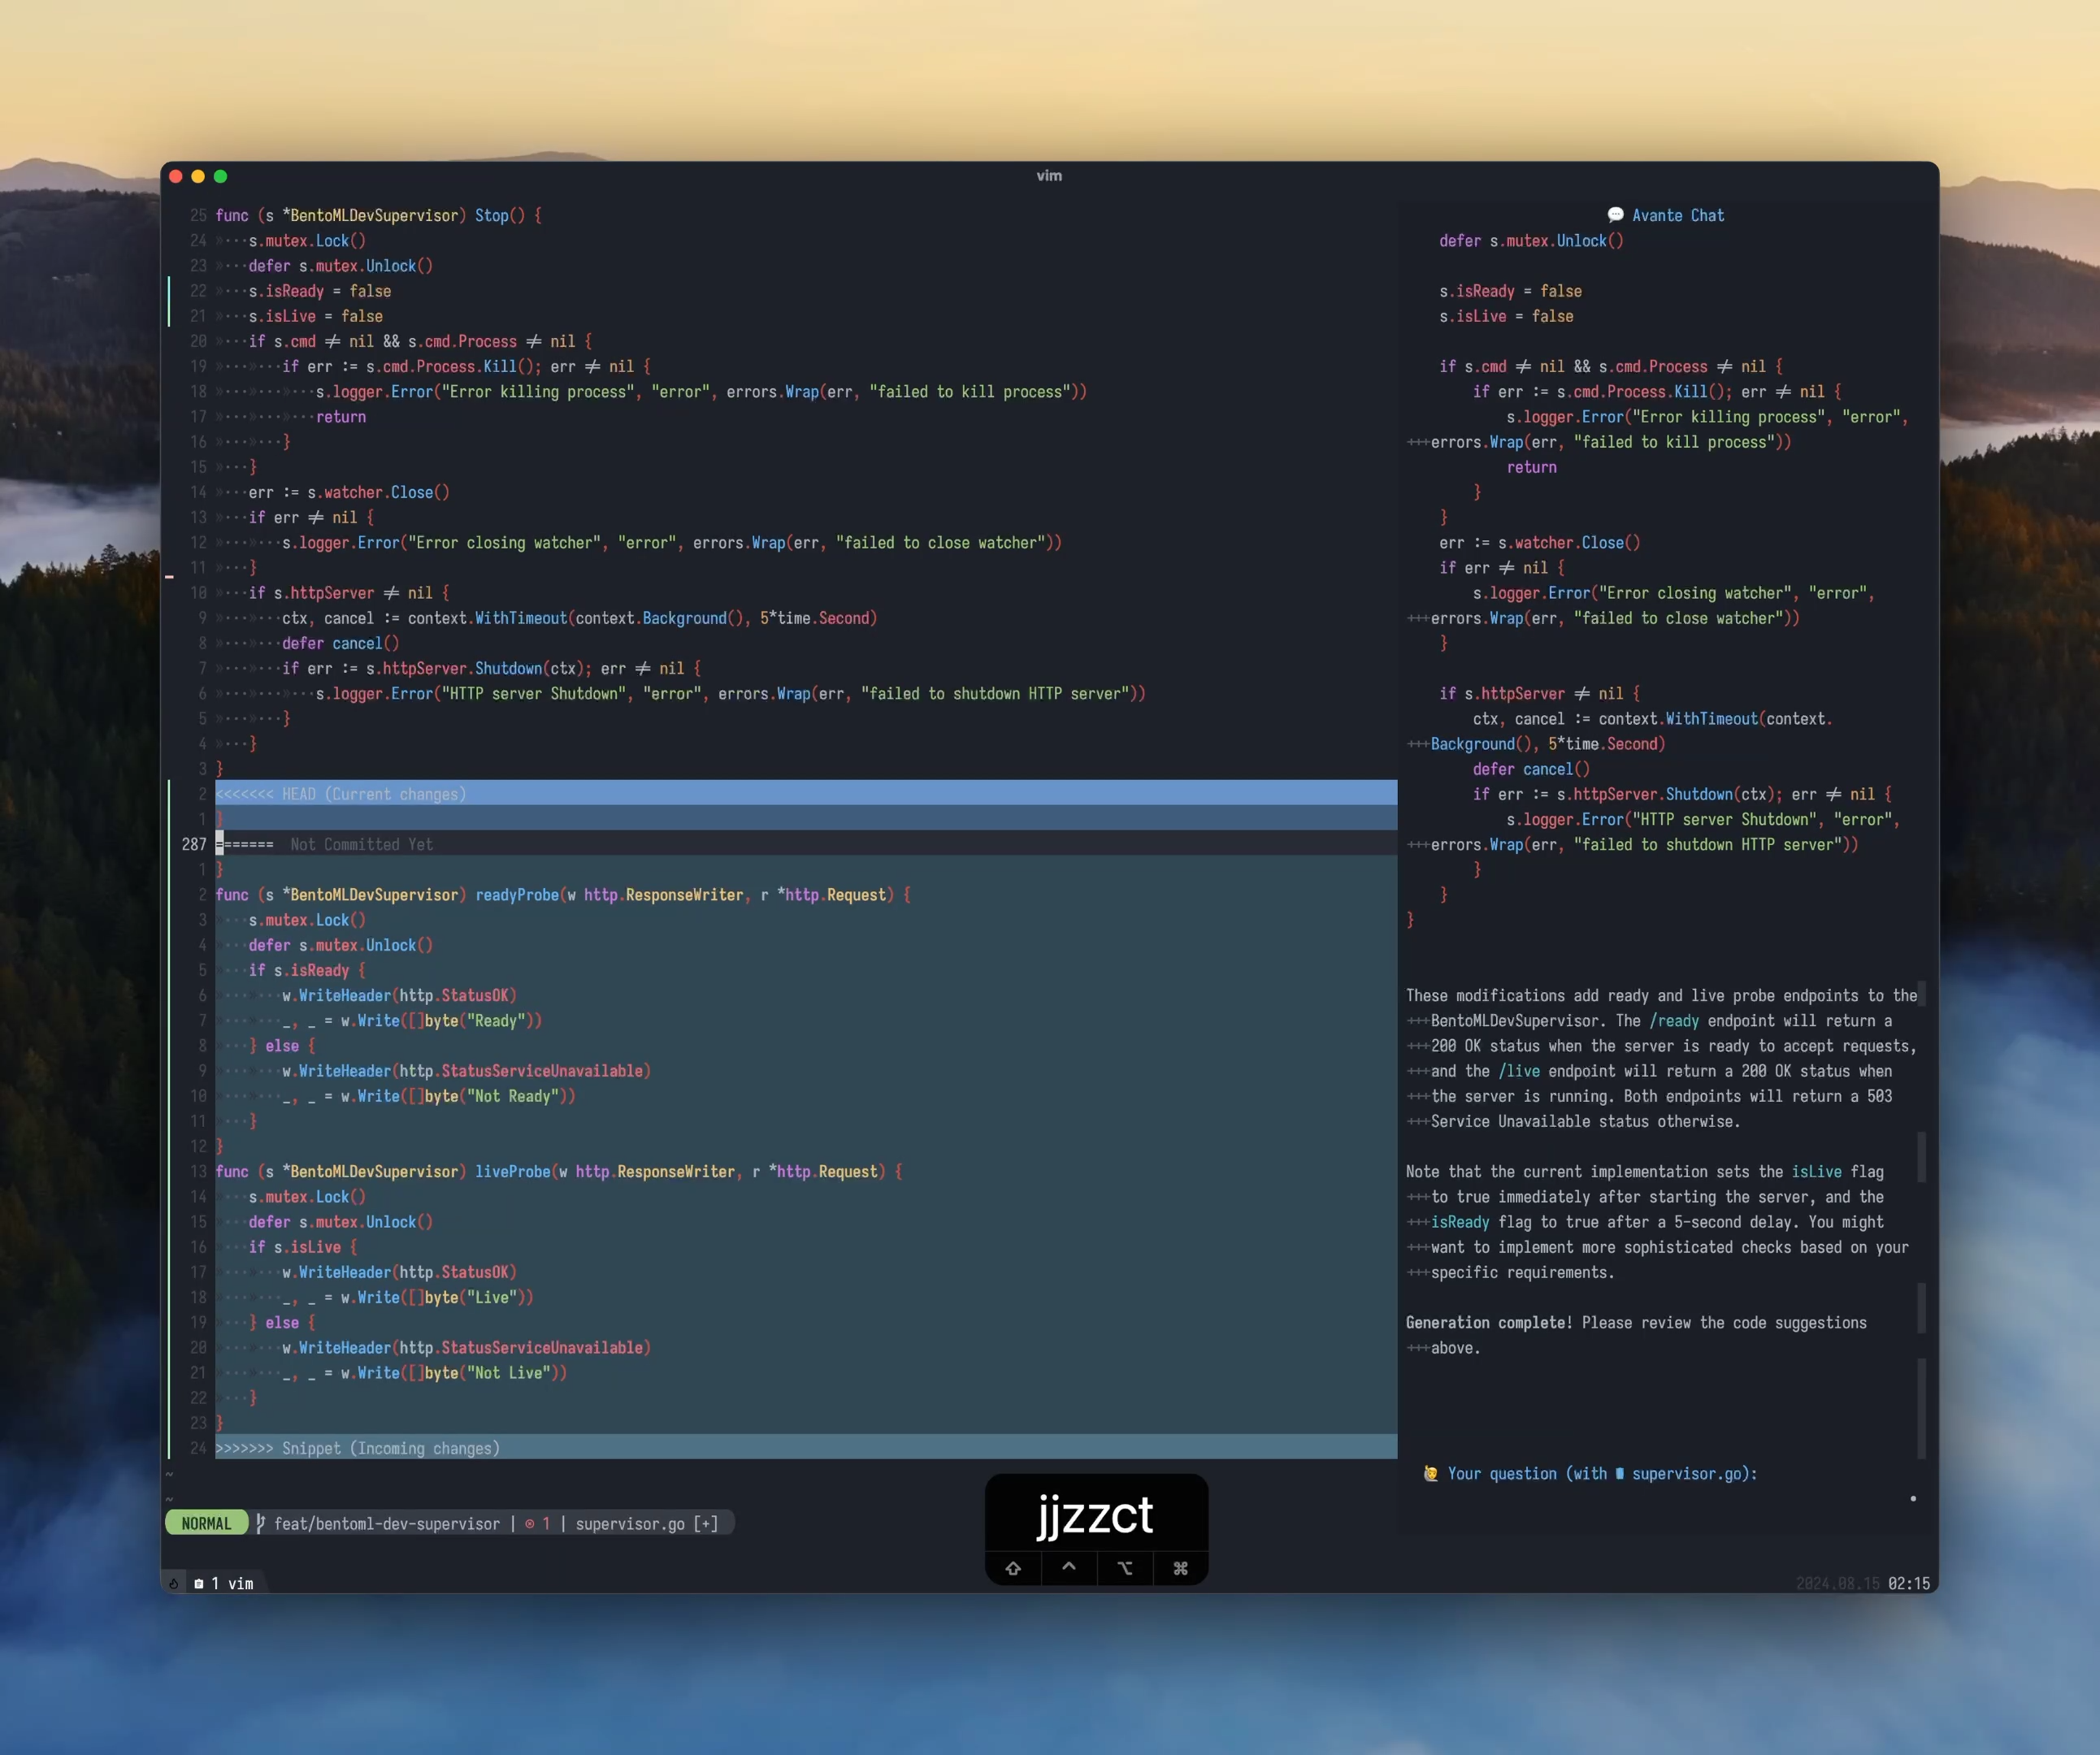 vim
25 func (s *BentoMLDevSupervisor) Stop() {
24 s.mutex.Lock()
23 defer s.mutex.Unlock()
22 s.isReady = false
21 s.isLive = false
20 if s.cmd ≠ nil && s.cmd.Process ≠ nil {
19 if err := s.cmd.Process.Kill(); err ≠ nil {
18 s.logger.Error("Error killing process", "error", errors.Wrap(err, "failed to kill process"))
17 return
16 }
15 }
14 err := s.watcher.Close()
13 if err ≠ nil {
12 s.logger.Error("Error closing watcher", "error", errors.Wrap(err, "failed to close watcher"))
11 }
10 if s.httpServer ≠ nil {
9 ctx, cancel := context.WithTimeout(context.Background(), 5*time.Second)
8 defer cancel()
7 if err := s.httpServer.Shutdown(ctx); err ≠ nil {
6 s.logger.Error("HTTP server Shutdown", "error", errors.Wrap(err, "failed to shutdown HTTP server"))
5 }
4 }
3 }
2 <<<<<<< HEAD (Current changes)
1 }
287 ======= Not Committed Yet
1 }
2 func (s *BentoMLDevSupervisor) readyProbe(w http.ResponseWriter, r *http.Request) {
3 s.mutex.Lock()
4 defer s.mutex.Unlock()
5 if s.isReady {
6 w.WriteHeader(http.StatusOK)
7 _, _ = w.Write([]byte("Ready"))
8 } else {
9 w.WriteHeader(http.StatusServiceUnavailable)
10 _, _ = w.Write([]byte("Not Ready"))
11 }
12 }
13 func (s *BentoMLDevSupervisor) liveProbe(w http.ResponseWriter, r *http.Request) {
14 s.mutex.Lock()
15 defer s.mutex.Unlock()
16 if s.isLive {
17 w.WriteHeader(http.StatusOK)
18 _, _ = w.Write([]byte("Live"))
19 } else {
20 w.WriteHeader(http.StatusServiceUnavailable)
21 _, _ = w.Write([]byte("Not Live"))
22 }
23 }
24 >>>>>>> Snippet (Incoming changes)
~
~
💬 Avante Chat
defer s.mutex.Unlock()
s.isReady = false
s.isLive = false
if s.cmd ≠ nil && s.cmd.Process ≠ nil {
if err := s.cmd.Process.Kill(); err ≠ nil {
s.logger.Error("Error killing process", "error",
+++errors.Wrap(err, "failed to kill process"))
return
}
}
err := s.watcher.Close()
if err ≠ nil {
s.logger.Error("Error closing watcher", "error",
+++errors.Wrap(err, "failed to close watcher"))
}
if s.httpServer ≠ nil {
ctx, cancel := context.WithTimeout(context.
+++Background(), 5*time.Second)
defer cancel()
if err := s.httpServer.Shutdown(ctx); err ≠ nil {
s.logger.Error("HTTP server Shutdown", "error",
+++errors.Wrap(err, "failed to shutdown HTTP server"))
}
}
}
These modifications add ready and live probe endpoints to the
+++BentoMLDevSupervisor. The /ready endpoint will return a
+++200 OK status when the server is ready to accept requests,
+++and the /live endpoint will return a 200 OK status when
+++the server is running. Both endpoints will return a 503
+++Service Unavailable status otherwise.
Note that the current implementation sets the isLive flag
+++to true immediately after starting the server, and the
+++isReady flag to true after a 5-second delay. You might
+++want to implement more sophisticated checks based on your
+++specific requirements.
Generation complete! Please review the code suggestions
+++above.
🙋 Your question (with supervisor.go):
NORMAL feat/bentoml-dev-supervisor | ⊗ 1 | supervisor.go [+]
jjzzct
⇧ ^ ⌥ ⌘
1 vim
2024.08.15 02:15